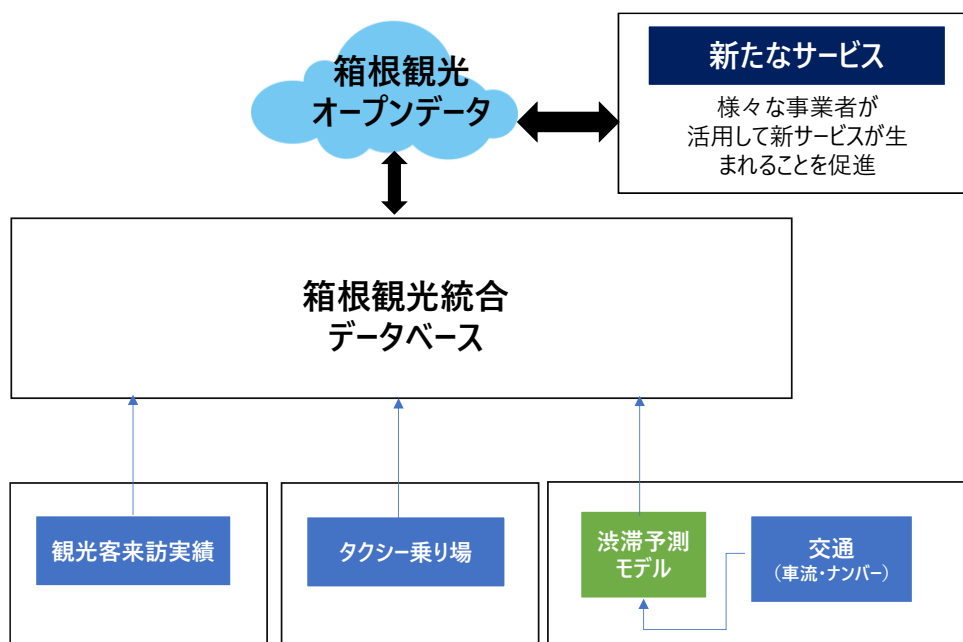 箱根観光
オープンデータ
新たなサービス
様々な事業者が
活用して新サービスが生
まれることを促進
箱根観光統合
データベース
観光客来訪実績
タクシー乗り場
渋滞予測
モデル
交通
（車流・ナンバー）